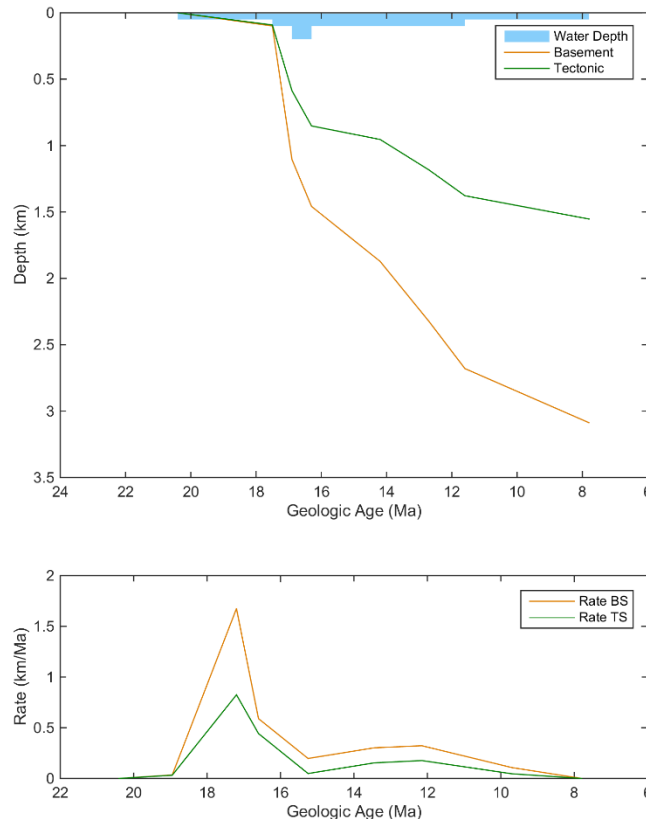 0
0.5
1
1.5
2
2.5
3
3.5
Depth (km)
Water Depth
Basement
Tectonic
24 22 20 18 16 14 12 10 8 6
Geologic Age (Ma)
2
1.5
1
0.5
0
Rate (km/Ma)
Rate BS
Rate TS
22 20 18 16 14 12 10 8 6
Geologic Age (Ma)